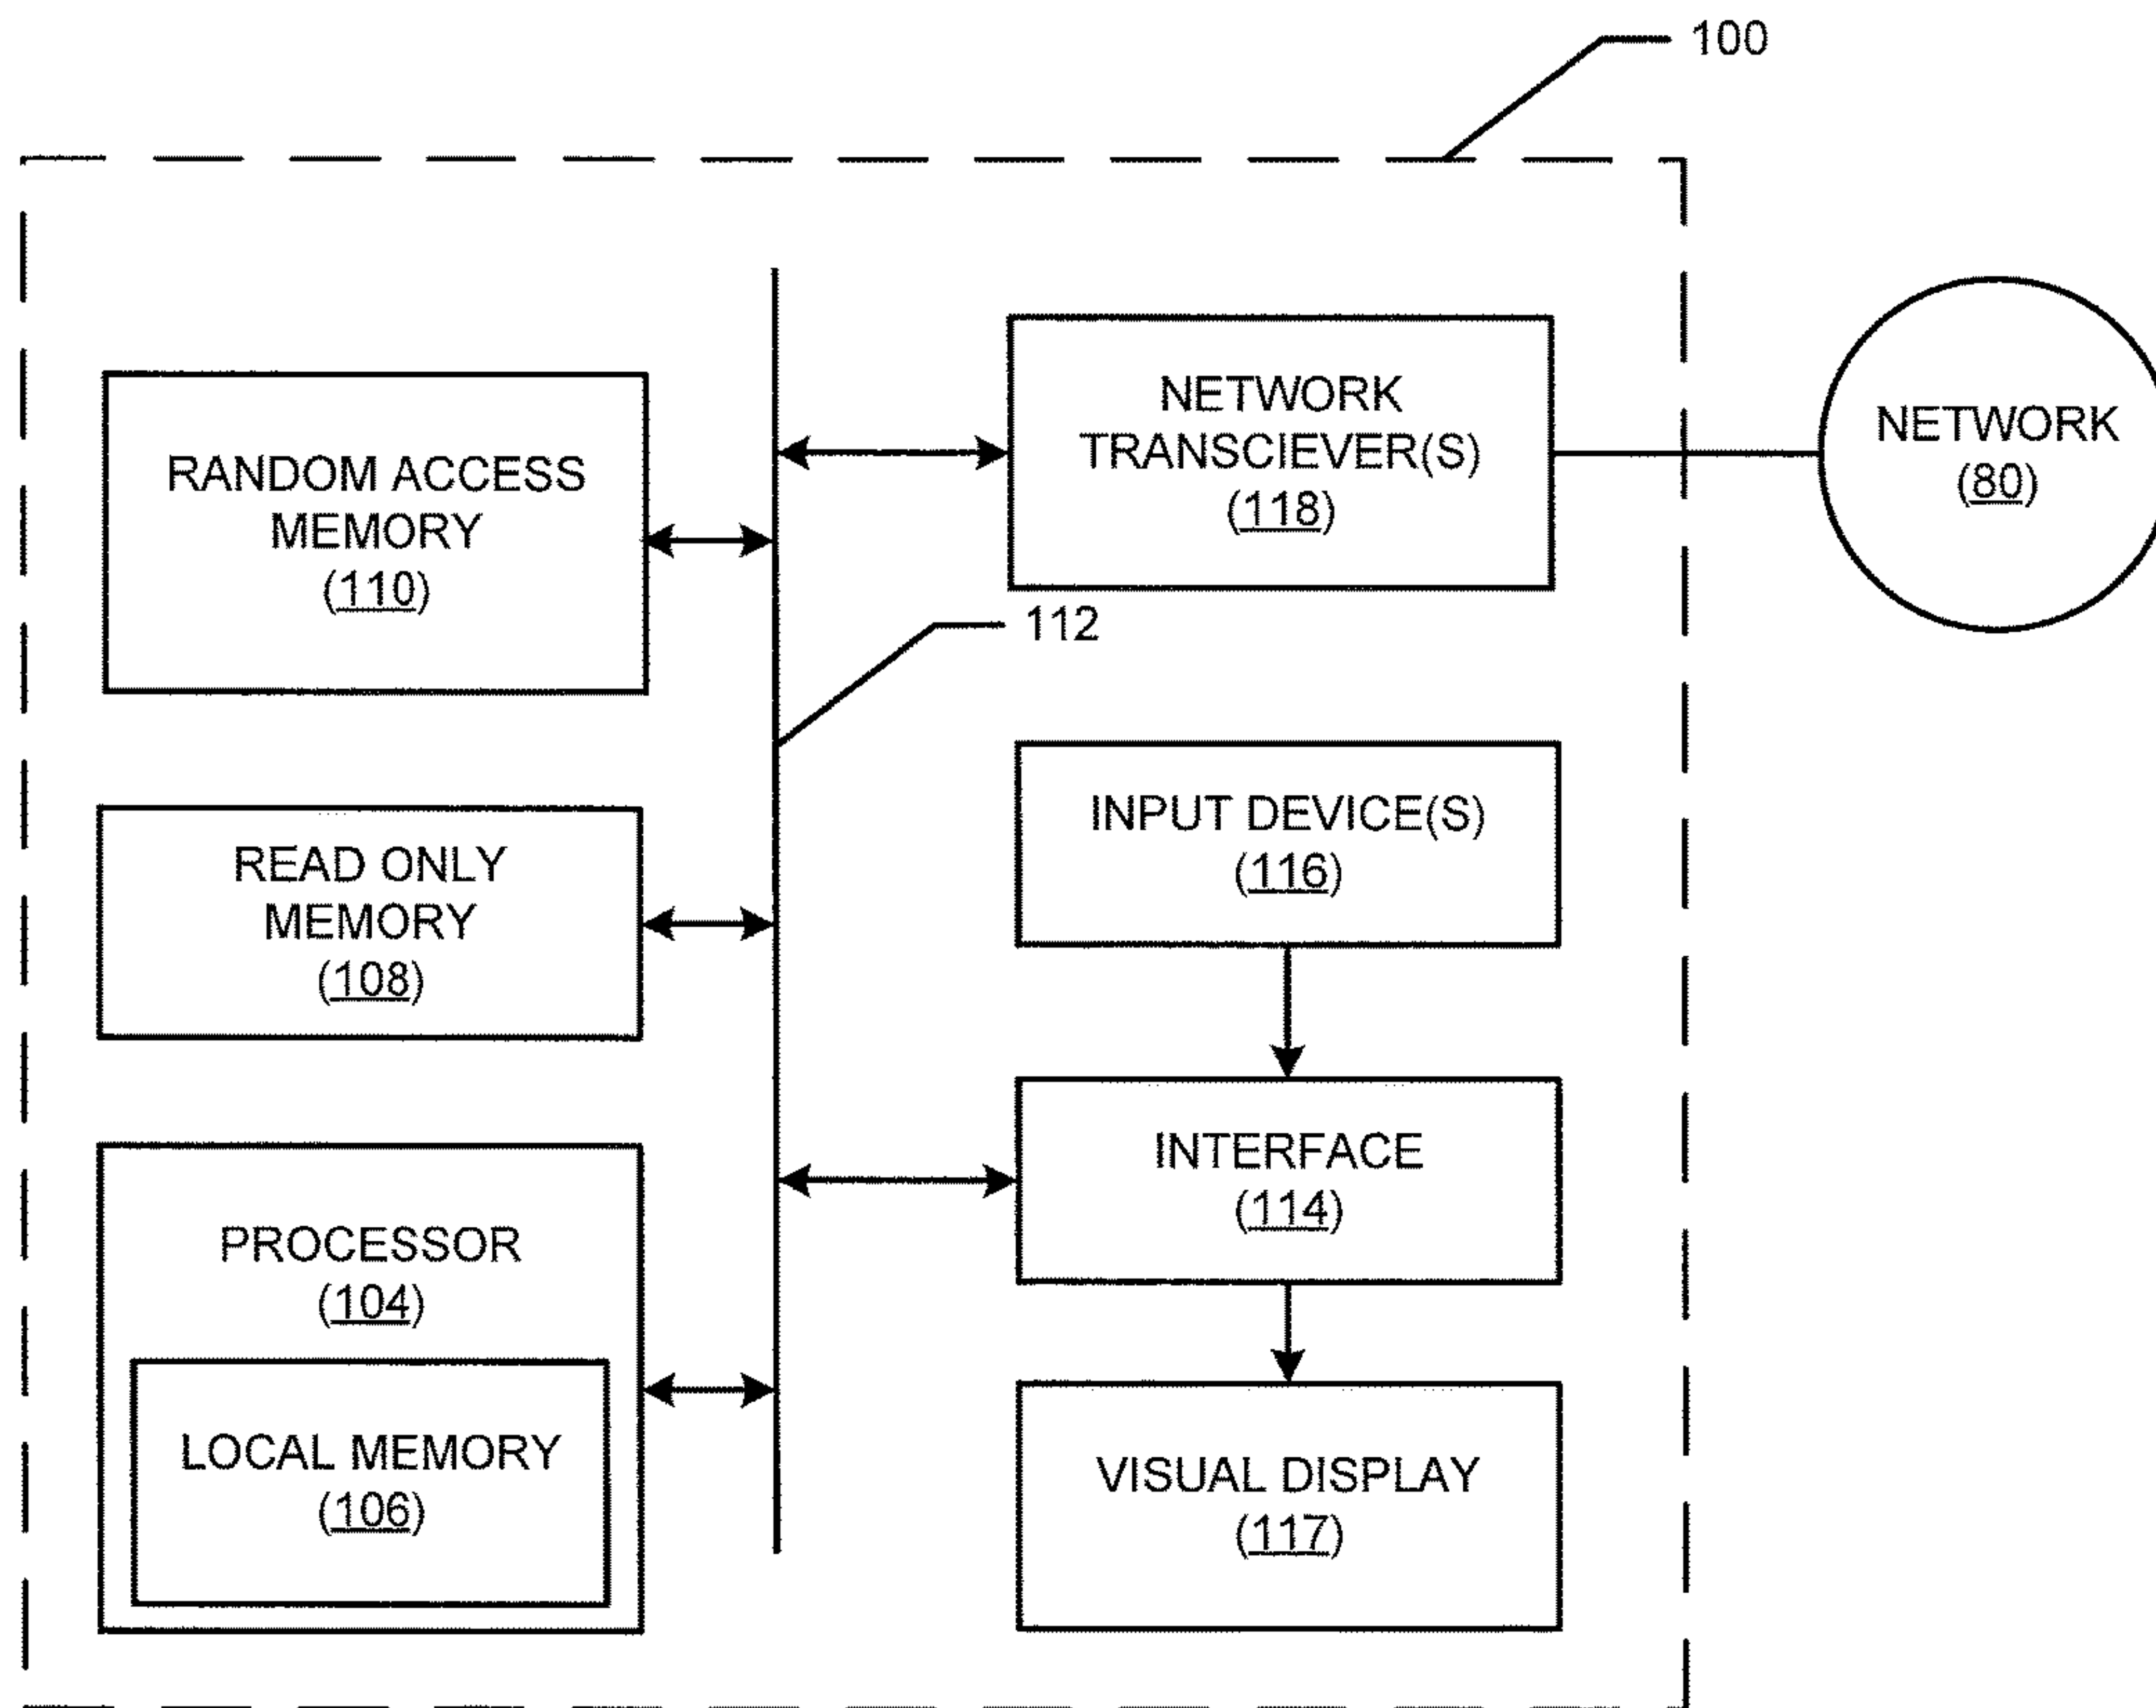 100
NETWORK
TRANSCIEVER(S)
(118)
NETWORK
(80)
RANDOM ACCESS
MEMORY
(110)
112
INPUT DEVICE(S)
(116)
READ ONLY
MEMORY
(108)
INTERFACE
(114)
PROCESSOR
(104)
LOCAL MEMORY
(106)
VISUAL DISPLAY
(117)